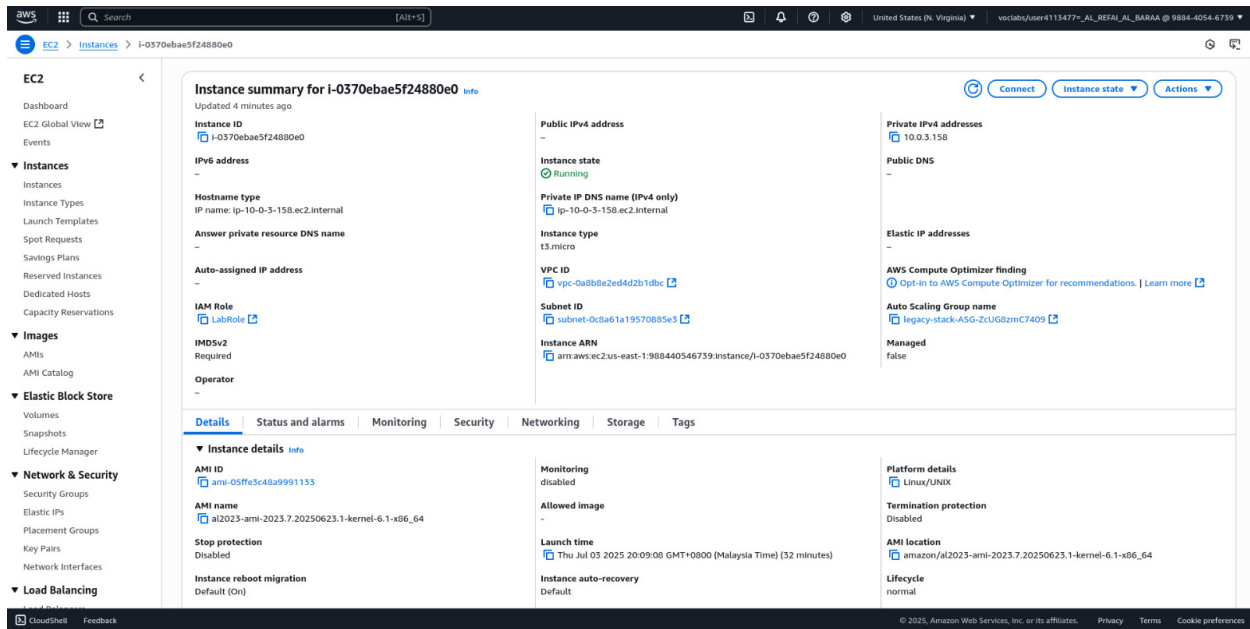 aws
Search
[Alt+S]
United States (N. Virginia) ▼
voclabs/user4113477=_AL_REFAI_AL_BARAA @ 9884-4054-6739 ▼
EC2 > Instances > i-0370ebae5f24880e0
EC2
Dashboard
EC2 Global View
Events
▼ Instances
Instances
Instance Types
Launch Templates
Spot Requests
Savings Plans
Reserved Instances
Dedicated Hosts
Capacity Reservations
▼ Images
AMIs
AMI Catalog
▼ Elastic Block Store
Volumes
Snapshots
Lifecycle Manager
▼ Network & Security
Security Groups
Elastic IPs
Placement Groups
Key Pairs
Network Interfaces
▼ Load Balancing
Instance summary for i-0370ebae5f24880e0 Info
Updated 4 minutes ago
Connect
Instance state ▼
Actions ▼
Instance ID
i-0370ebae5f24880e0
Public IPv4 address
–
Private IPv4 addresses
10.0.3.158
IPv6 address
–
Instance state
Running
Public DNS
–
Hostname type
IP name: ip-10-0-3-158.ec2.internal
Private IP DNS name (IPv4 only)
ip-10-0-3-158.ec2.internal
Answer private resource DNS name
–
Instance type
t3.micro
Elastic IP addresses
–
Auto-assigned IP address
–
VPC ID
vpc-0a8b8e2ed4d2b1dbc
AWS Compute Optimizer finding
Opt-in to AWS Compute Optimizer for recommendations. | Learn more
IAM Role
LabRole
Subnet ID
subnet-0c8a61a19570885e3
Auto Scaling Group name
legacy-stack-ASG-ZcUG8zmC7409
IMDSv2
Required
Instance ARN
arn:aws:ec2:us-east-1:988440546739:instance/i-0370ebae5f24880e0
Managed
false
Operator
–
Details
Status and alarms
Monitoring
Security
Networking
Storage
Tags
▼ Instance details Info
AMI ID
ami-05ffe3c48a9991133
Monitoring
disabled
Platform details
Linux/UNIX
AMI name
al2023-ami-2023.7.20250623.1-kernel-6.1-x86_64
Allowed image
-
Termination protection
Disabled
Stop protection
Disabled
Launch time
Thu Jul 03 2025 20:09:08 GMT+0800 (Malaysia Time) (32 minutes)
AMI location
amazon/al2023-ami-2023.7.20250623.1-kernel-6.1-x86_64
Instance reboot migration
Default (On)
Instance auto-recovery
Default
Lifecycle
normal
CloudShell
Feedback
© 2025, Amazon Web Services, Inc. or its affiliates.
Privacy
Terms
Cookie preferences